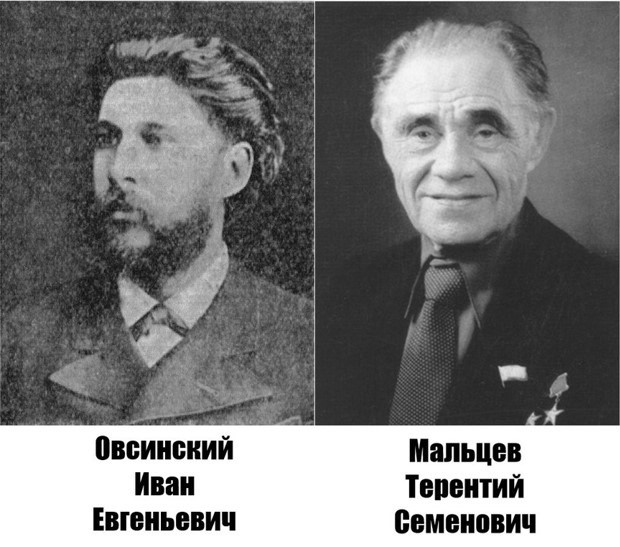 Овсинский
Иван
Евгеньевич
Мальцев
Терентий
Семенович